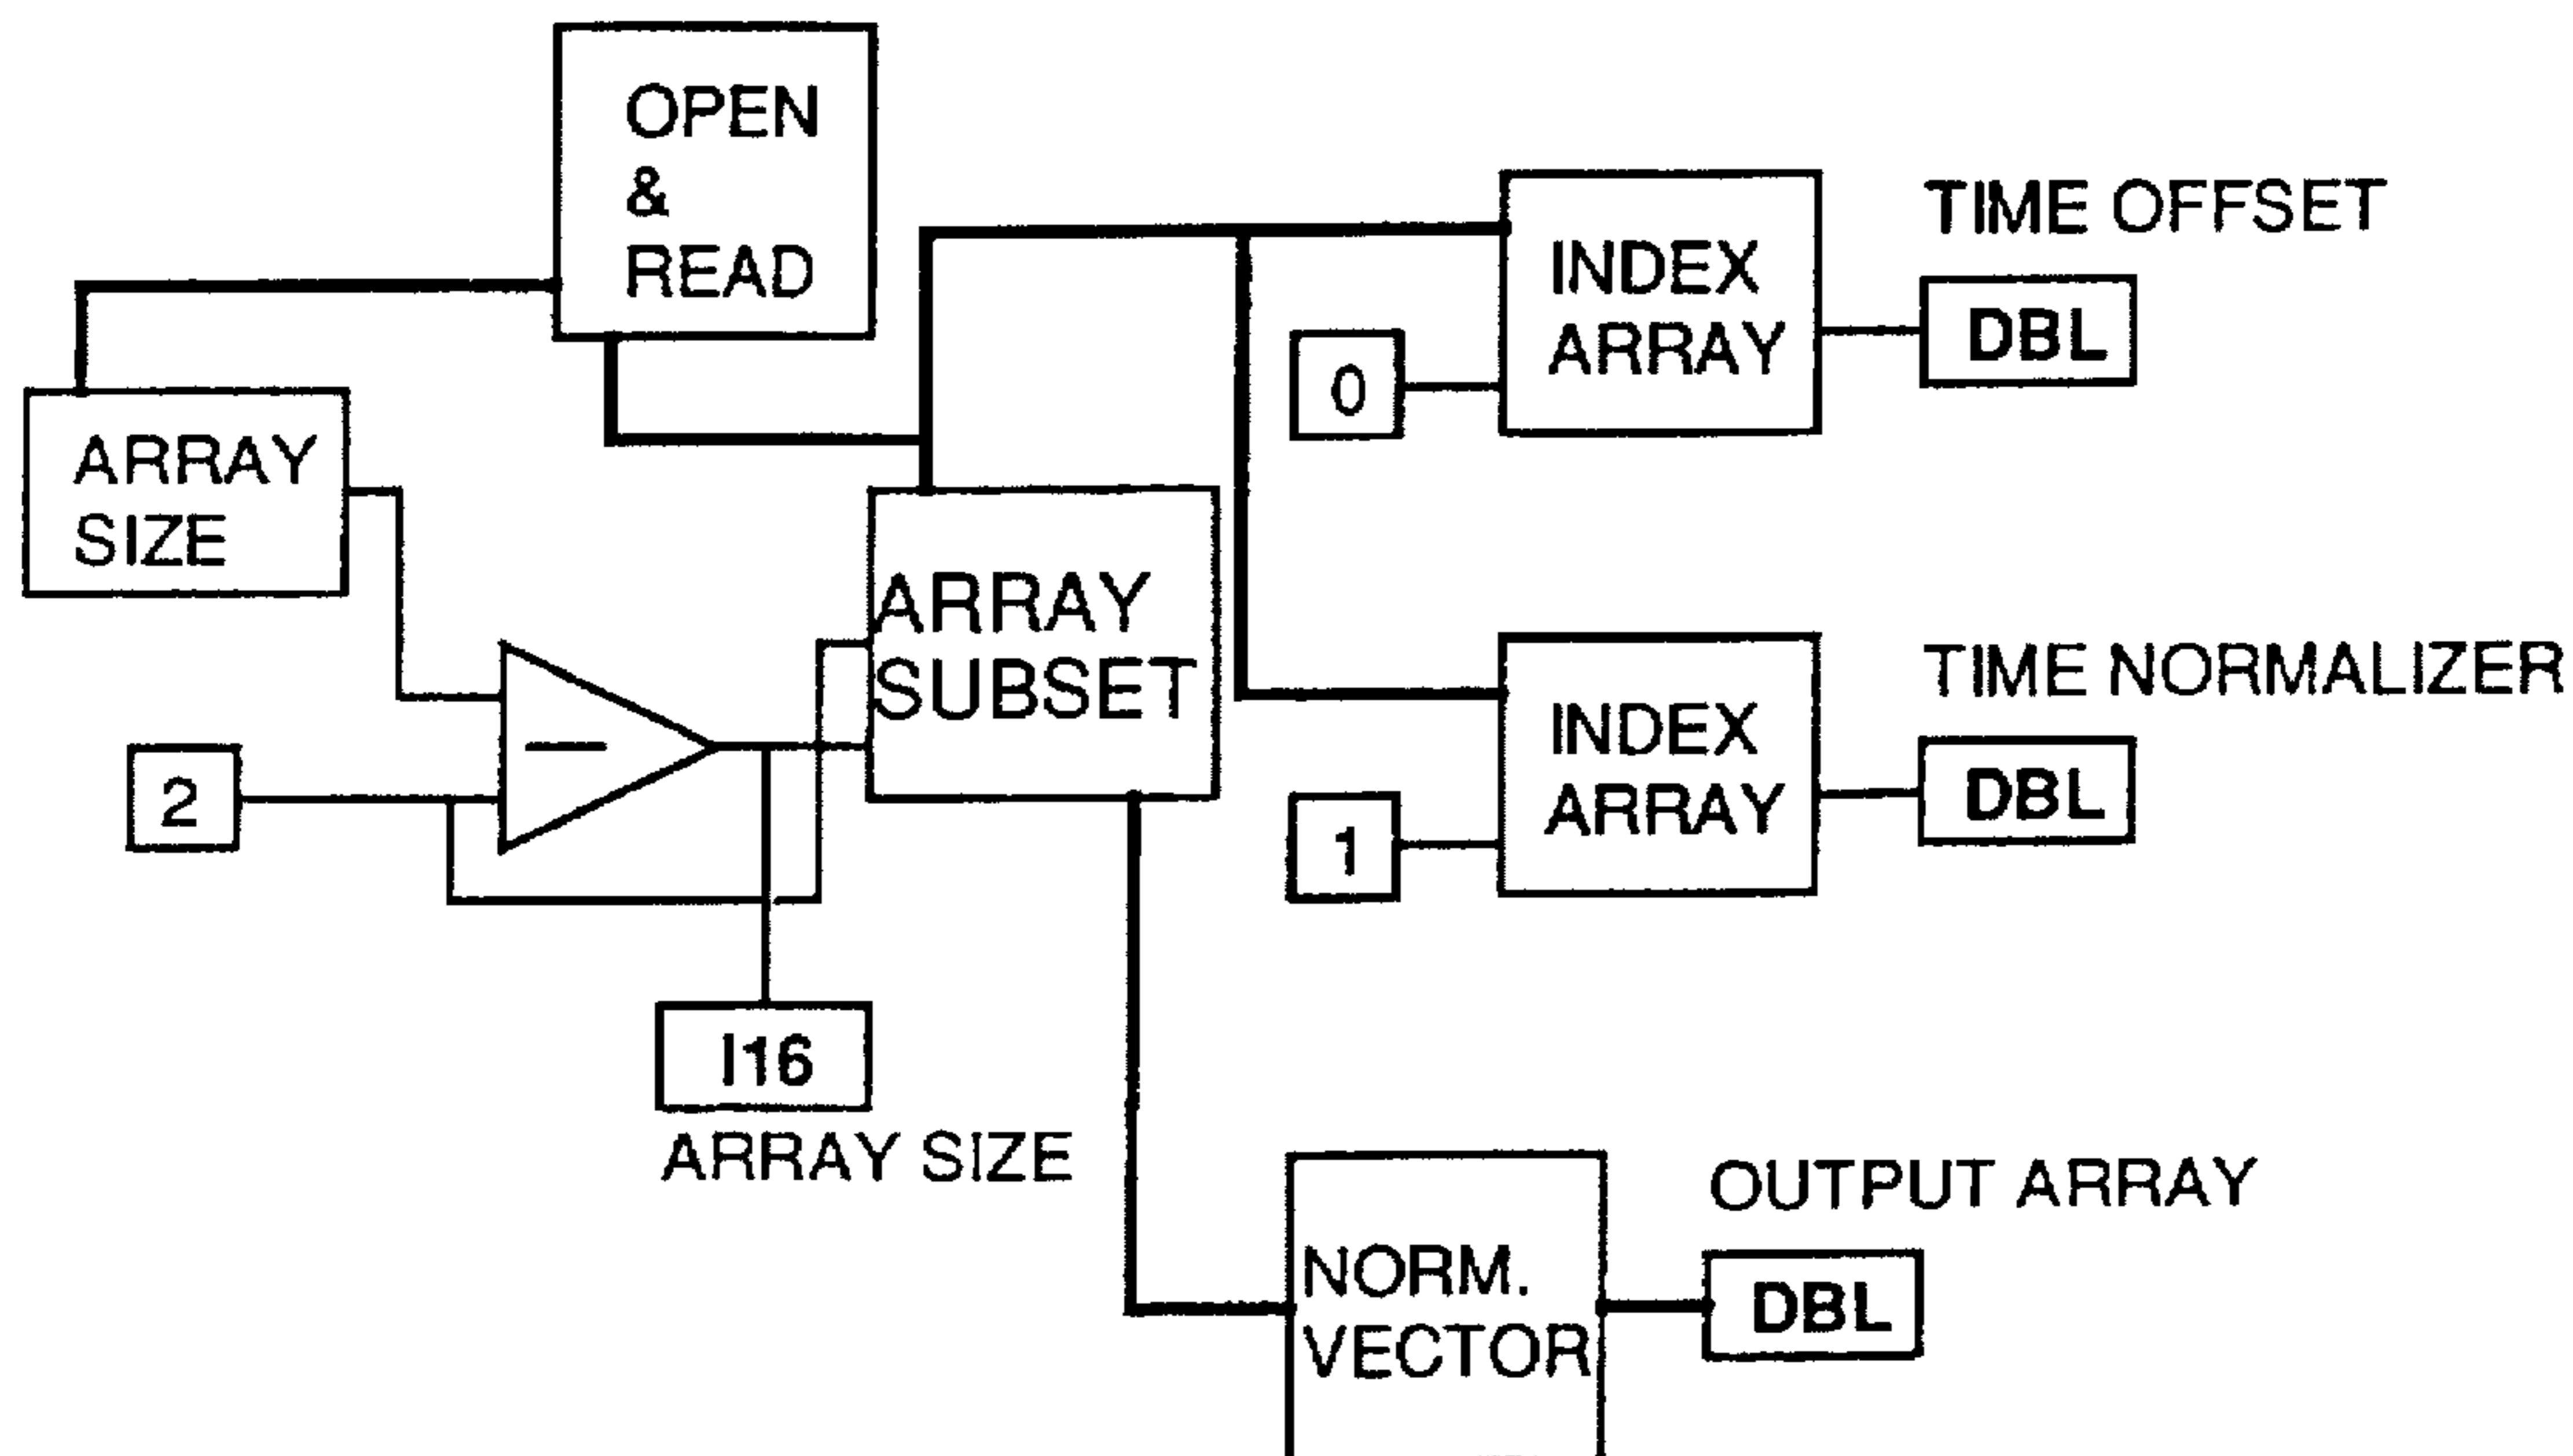 OPEN
&
READ
TIME OFFSET
INDEX
ARRAY
DBL
0
ARRAY
SIZE
ARRAY
SUBSET
TIME NORMALIZER
INDEX
ARRAY
DBL
—
2
1
I16
ARRAY SIZE
OUTPUT ARRAY
NORM.
VECTOR
DBL